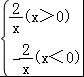 { 2/x (x>0)
-2/x (x<0)